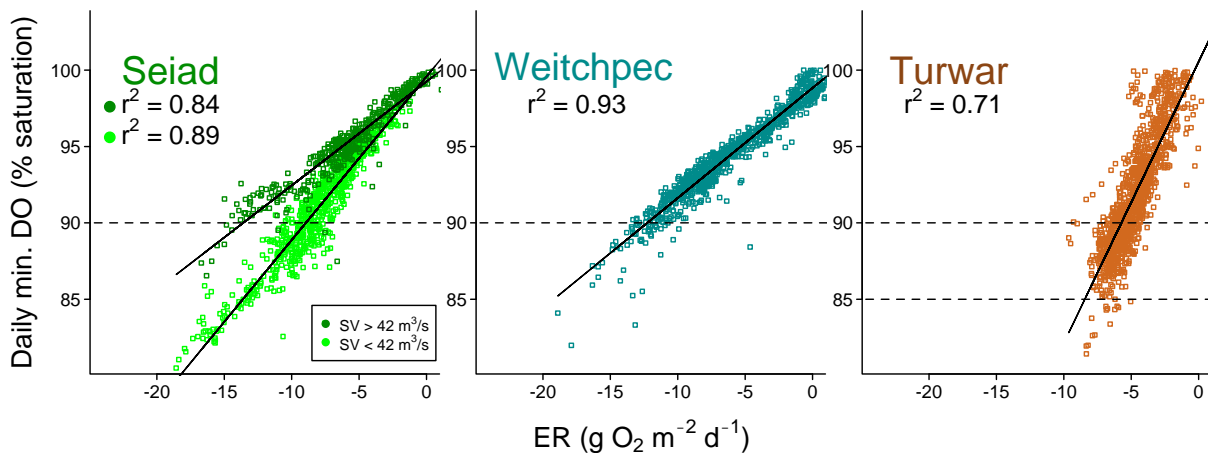 Daily min. DO (% saturation)
Seiad
r² = 0.84
r² = 0.89
SV > 42 m³/s
SV < 42 m³/s
100
95
90
85
-20 -15 -10 -5 0
Weitchpec
r² = 0.93
100
95
90
85
-20 -15 -10 -5 0
Turwar
r² = 0.71
100
95
90
85
-20 -15 -10 -5 0
ER (g O₂ m⁻² d⁻¹)